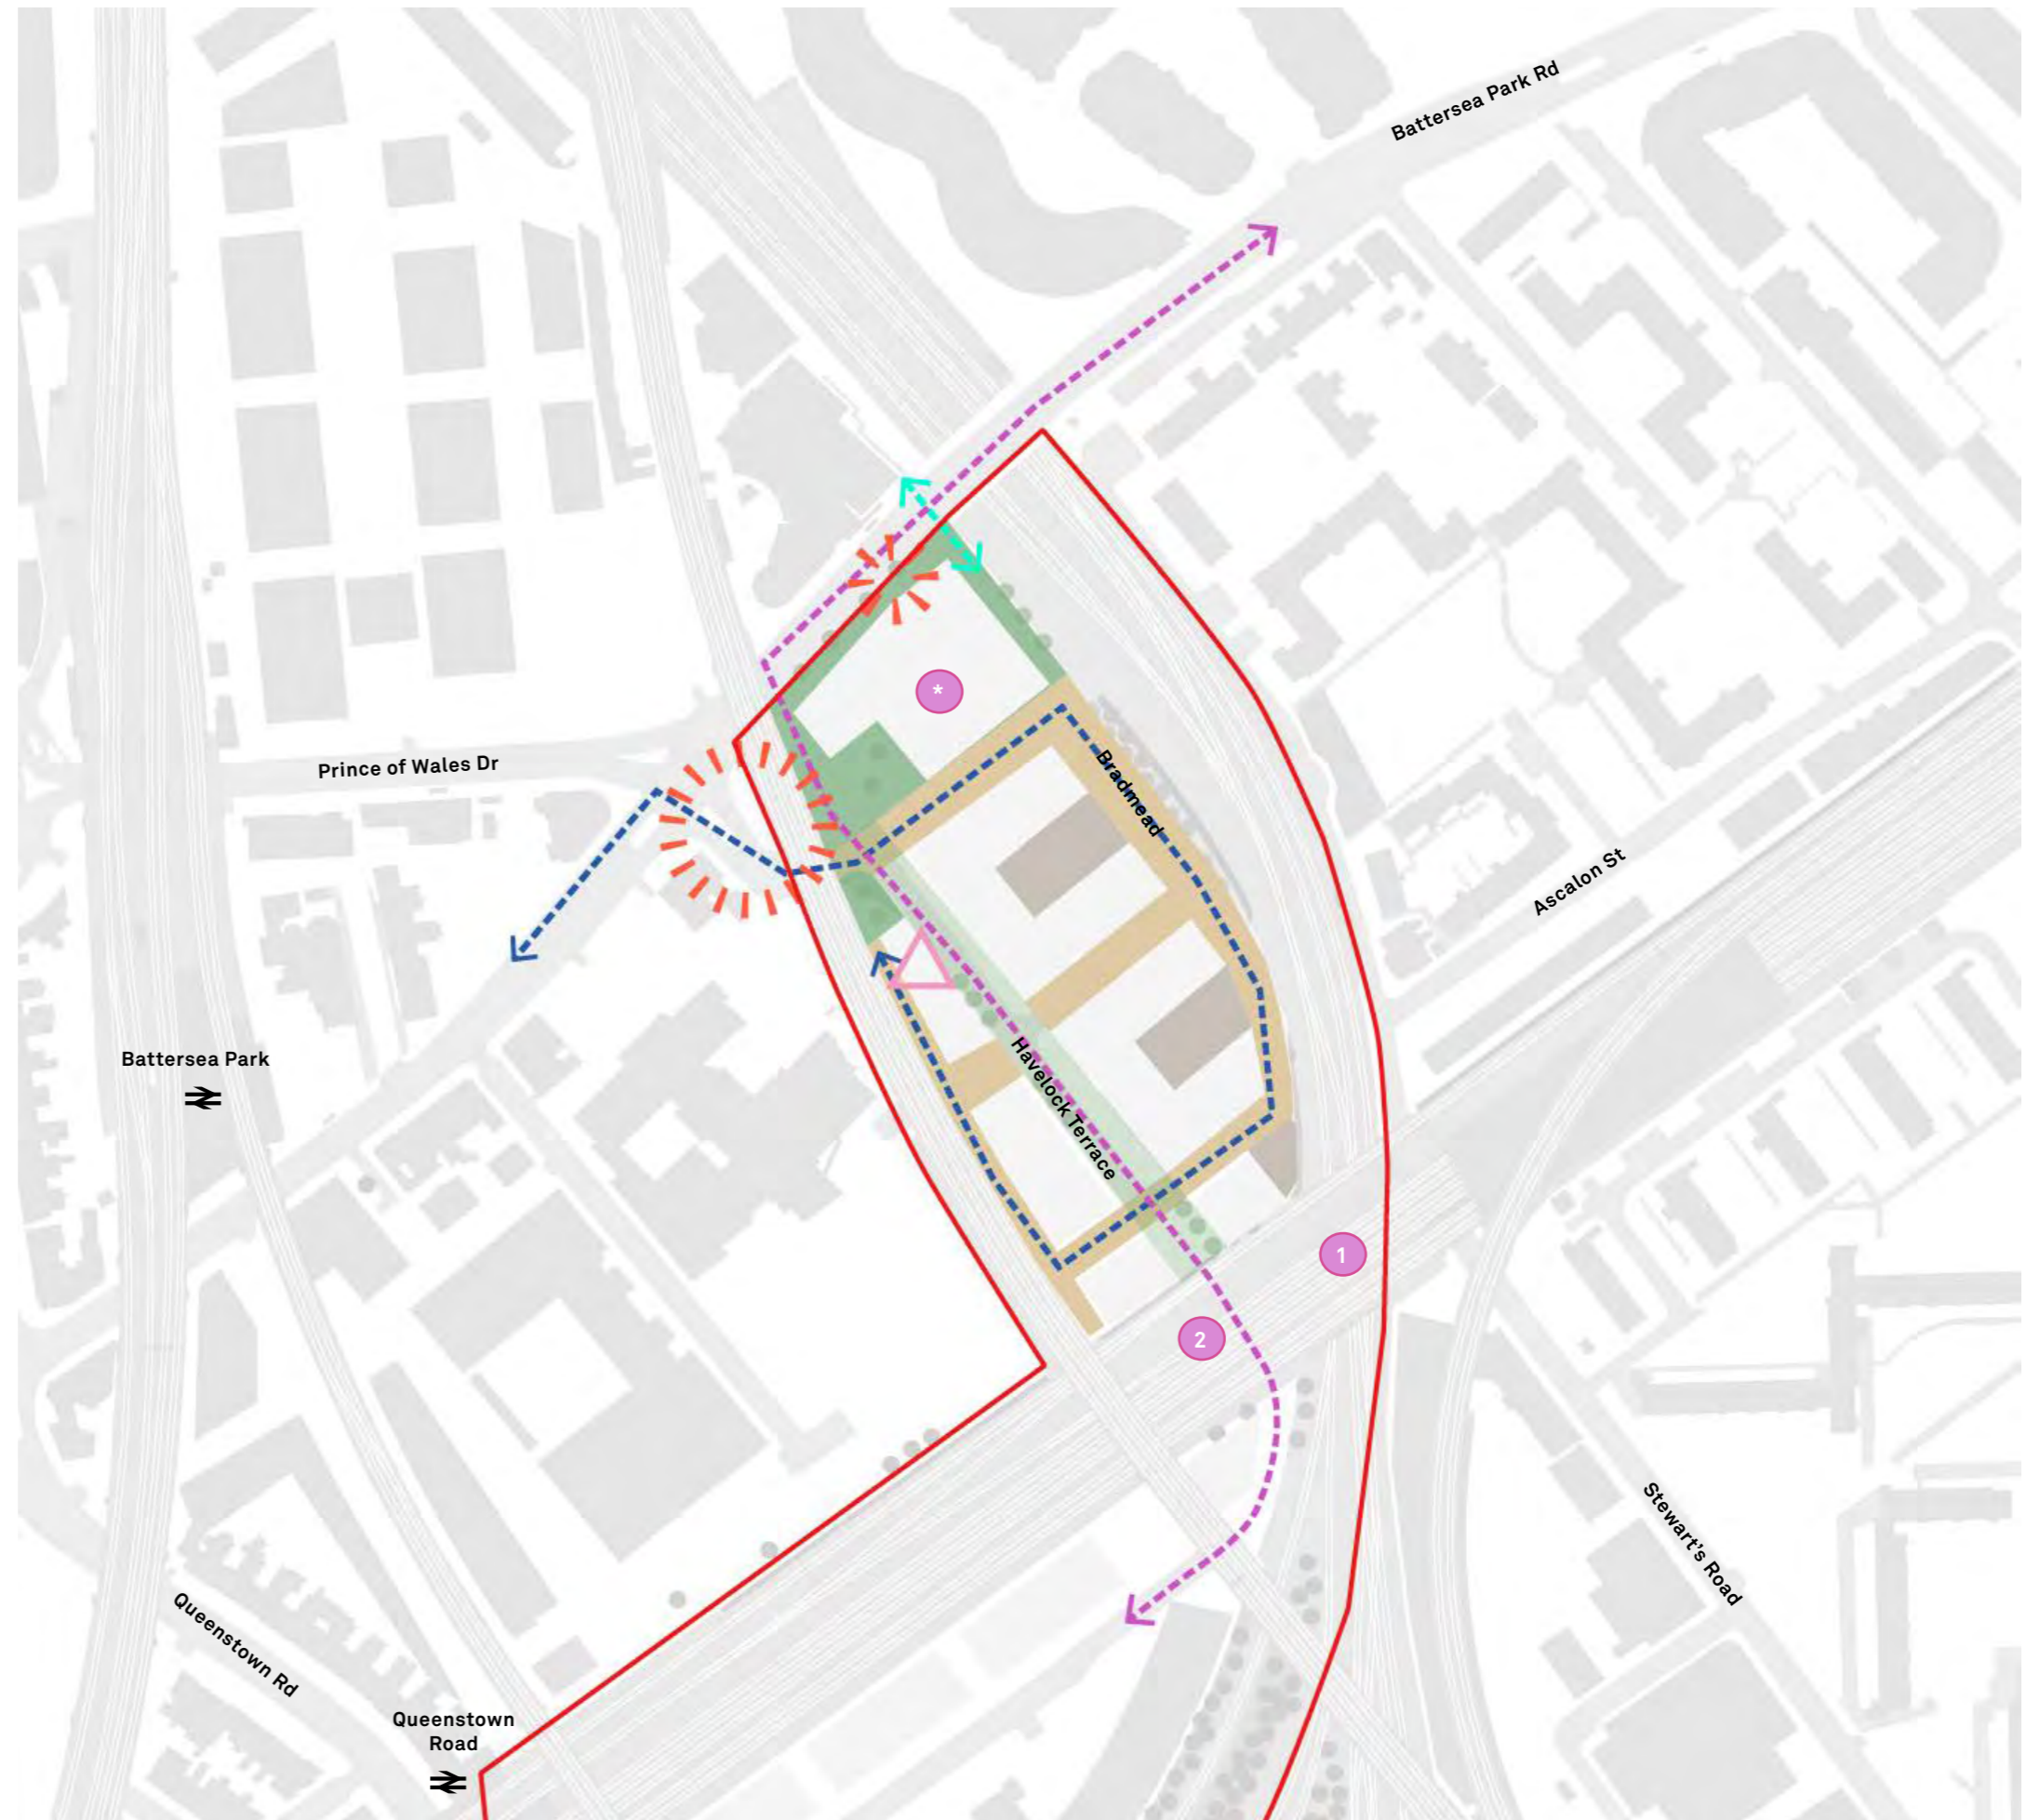 Battersea Park Rd
*
Prince of Wales Dr
Bradmead
Ascalon St
Battersea Park
Havelock Terrace
1
2
Stewart's Road
Queenstown Rd
Queenstown
Road